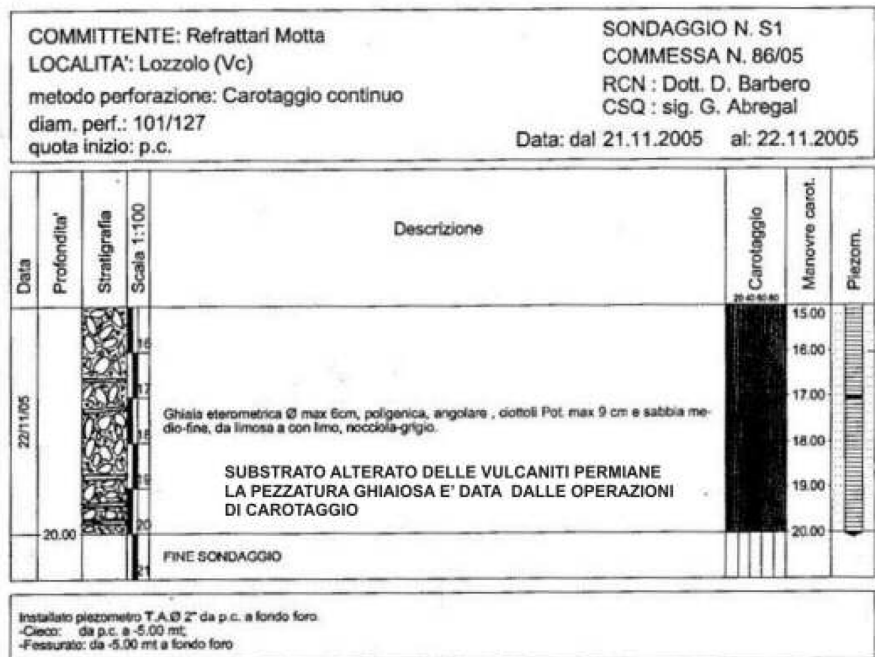 COMMITTENTE: Refrattari Motta
LOCALITA': Lozzolo (Vc)
metodo perforazione: Carotaggio continuo
diam. perf.: 101/127
quota inizio: p.c.
SONDAGGIO N. S1
COMMESSA N. 86/05
RCN : Dott. D. Barbero
CSQ : sig. G. Abregal
Data: dal 21.11.2005 al: 22.11.2005
Data
Profondita'
Stratigrafia
Scala 1:100
Descrizione
Carotaggio
20 40 60 80
Manovre carot.
Piezom.
22/11/05
20.00
16
17
18
19
20
21
Ghiaia eterometrica Ø max 6cm, poligenica, angolare , ciottoli Pot. max 9 cm e sabbia me-
dio-fine, da limosa a con limo, nocciola-grigio.
SUBSTRATO ALTERATO DELLE VULCANITI PERMIANE
LA PEZZATURA GHIAIOSA E' DATA DALLE OPERAZIONI
DI CAROTAGGIO
FINE SONDAGGIO
15.00
16.00
17.00
18.00
19.00
20.00
Installato piezometro T.A.Ø 2" da p.c. a fondo foro
-Cieco: da p.c. a -5.00 mt;
-Fessurato: da -5.00 mt a fondo foro